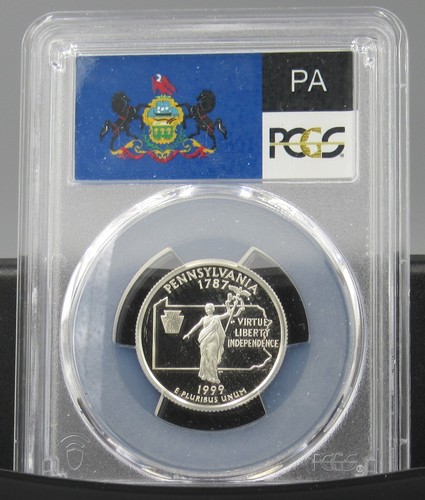 PA
PCGS
PENNSYLVANIA
1787
VIRTUE
LIBERTY
INDEPENDENCE
1999
E PLURIBUS UNUM
PCGS